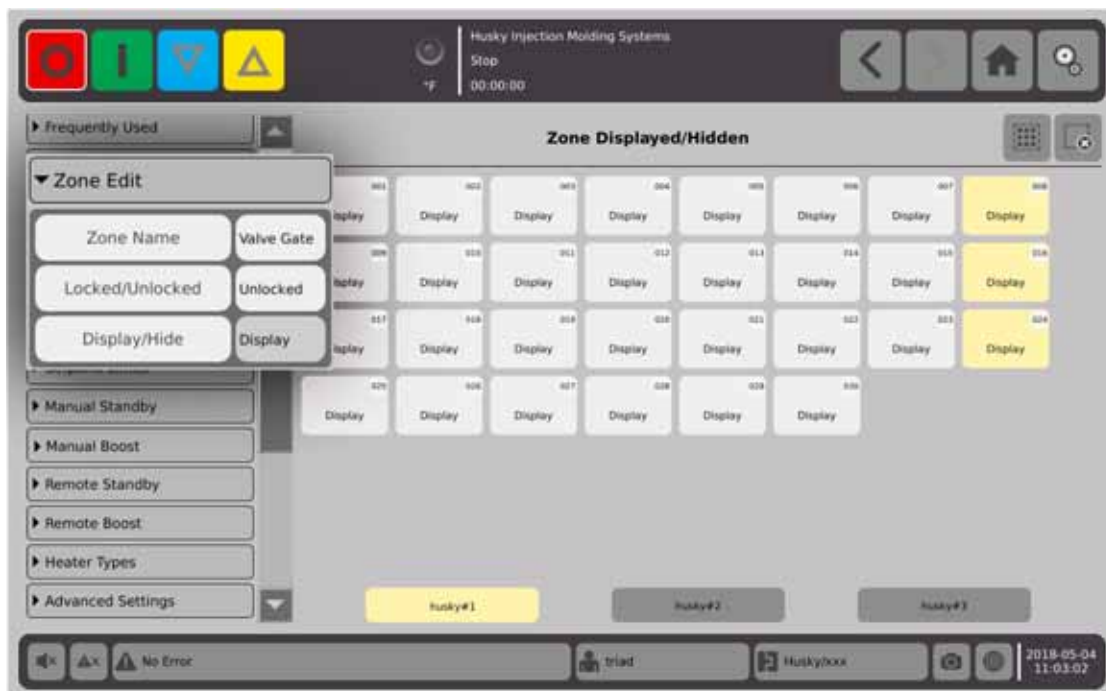 Husky Injection Molding Systems
Stop
°F 00:00:00
Frequently Used
Zone Displayed/Hidden
Zone Edit
Zone Name Valve Gate
Locked/Unlocked Unlocked
Display/Hide Display
Manual Standby
Manual Boost
Remote Standby
Remote Boost
Heater Types
Advanced Settings
001 002 003 004 005 006 007 008
Display Display Display Display Display Display Display
009 010 011 012 013 014 015 016
Display Display Display Display Display Display Display
017 018 019 020 021 022 023 024
Display Display Display Display Display Display Display
025 026 027 028 029 030
Display Display Display Display Display Display
husky#1 husky#2 husky#3
No Error triad Husky/xxx 2018-05-04
11:03:02